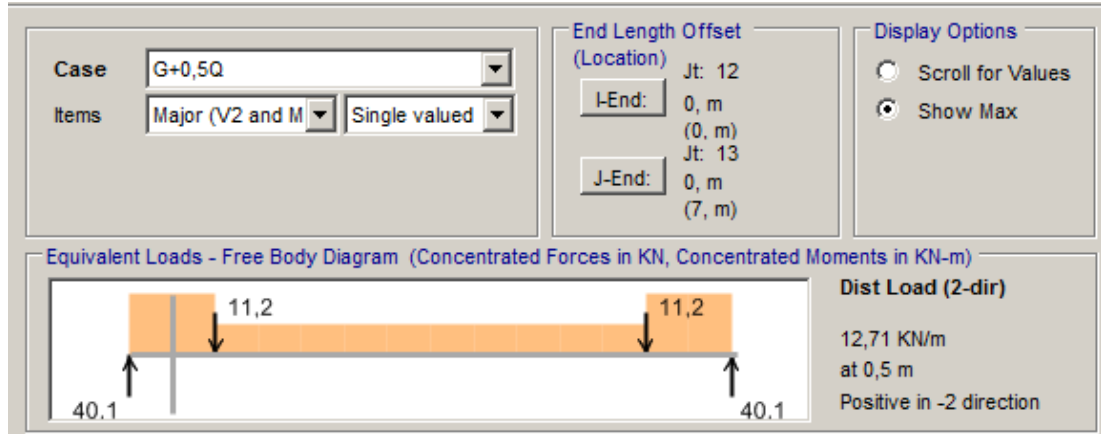 Case
G+0,5Q
Items
Major (V2 and M
Single valued
End Length Offset
(Location)
Jt: 12
I-End:
0, m
(0, m)
Jt: 13
J-End:
0, m
(7, m)
Display Options
Scroll for Values
Show Max
Equivalent Loads - Free Body Diagram (Concentrated Forces in KN, Concentrated Moments in KN-m)
11,2
11,2
40,1
40,1
Dist Load (2-dir)
12,71 KN/m
at 0,5 m
Positive in -2 direction